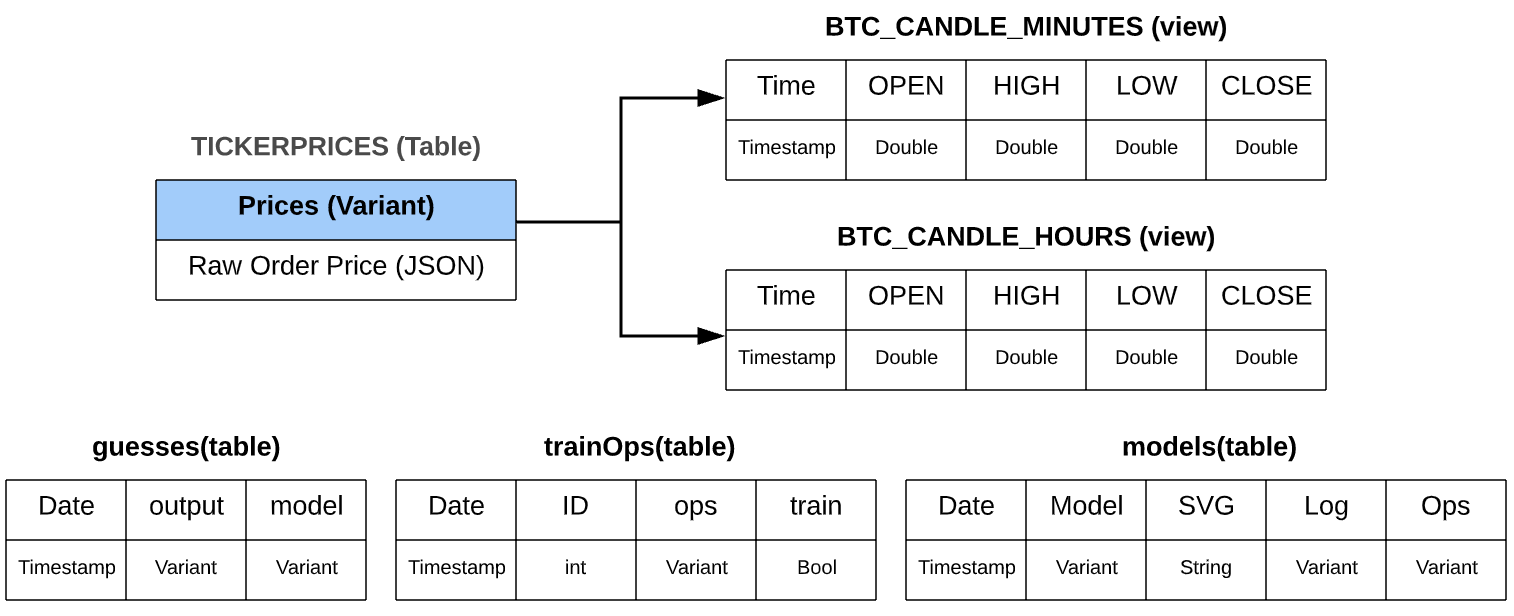 BTC_CANDLE_MINUTES (view)
Time OPEN HIGH LOW CLOSE
Timestamp Double Double Double Double
TICKERPRICES (Table)
Prices (Variant)
Raw Order Price (JSON)
BTC_CANDLE_HOURS (view)
Time OPEN HIGH LOW CLOSE
Timestamp Double Double Double Double
guesses(table)
Date output model
Timestamp Variant Variant
trainOps(table)
Date ID ops train
Timestamp int Variant Bool
models(table)
Date Model SVG Log Ops
Timestamp Variant String Variant Variant